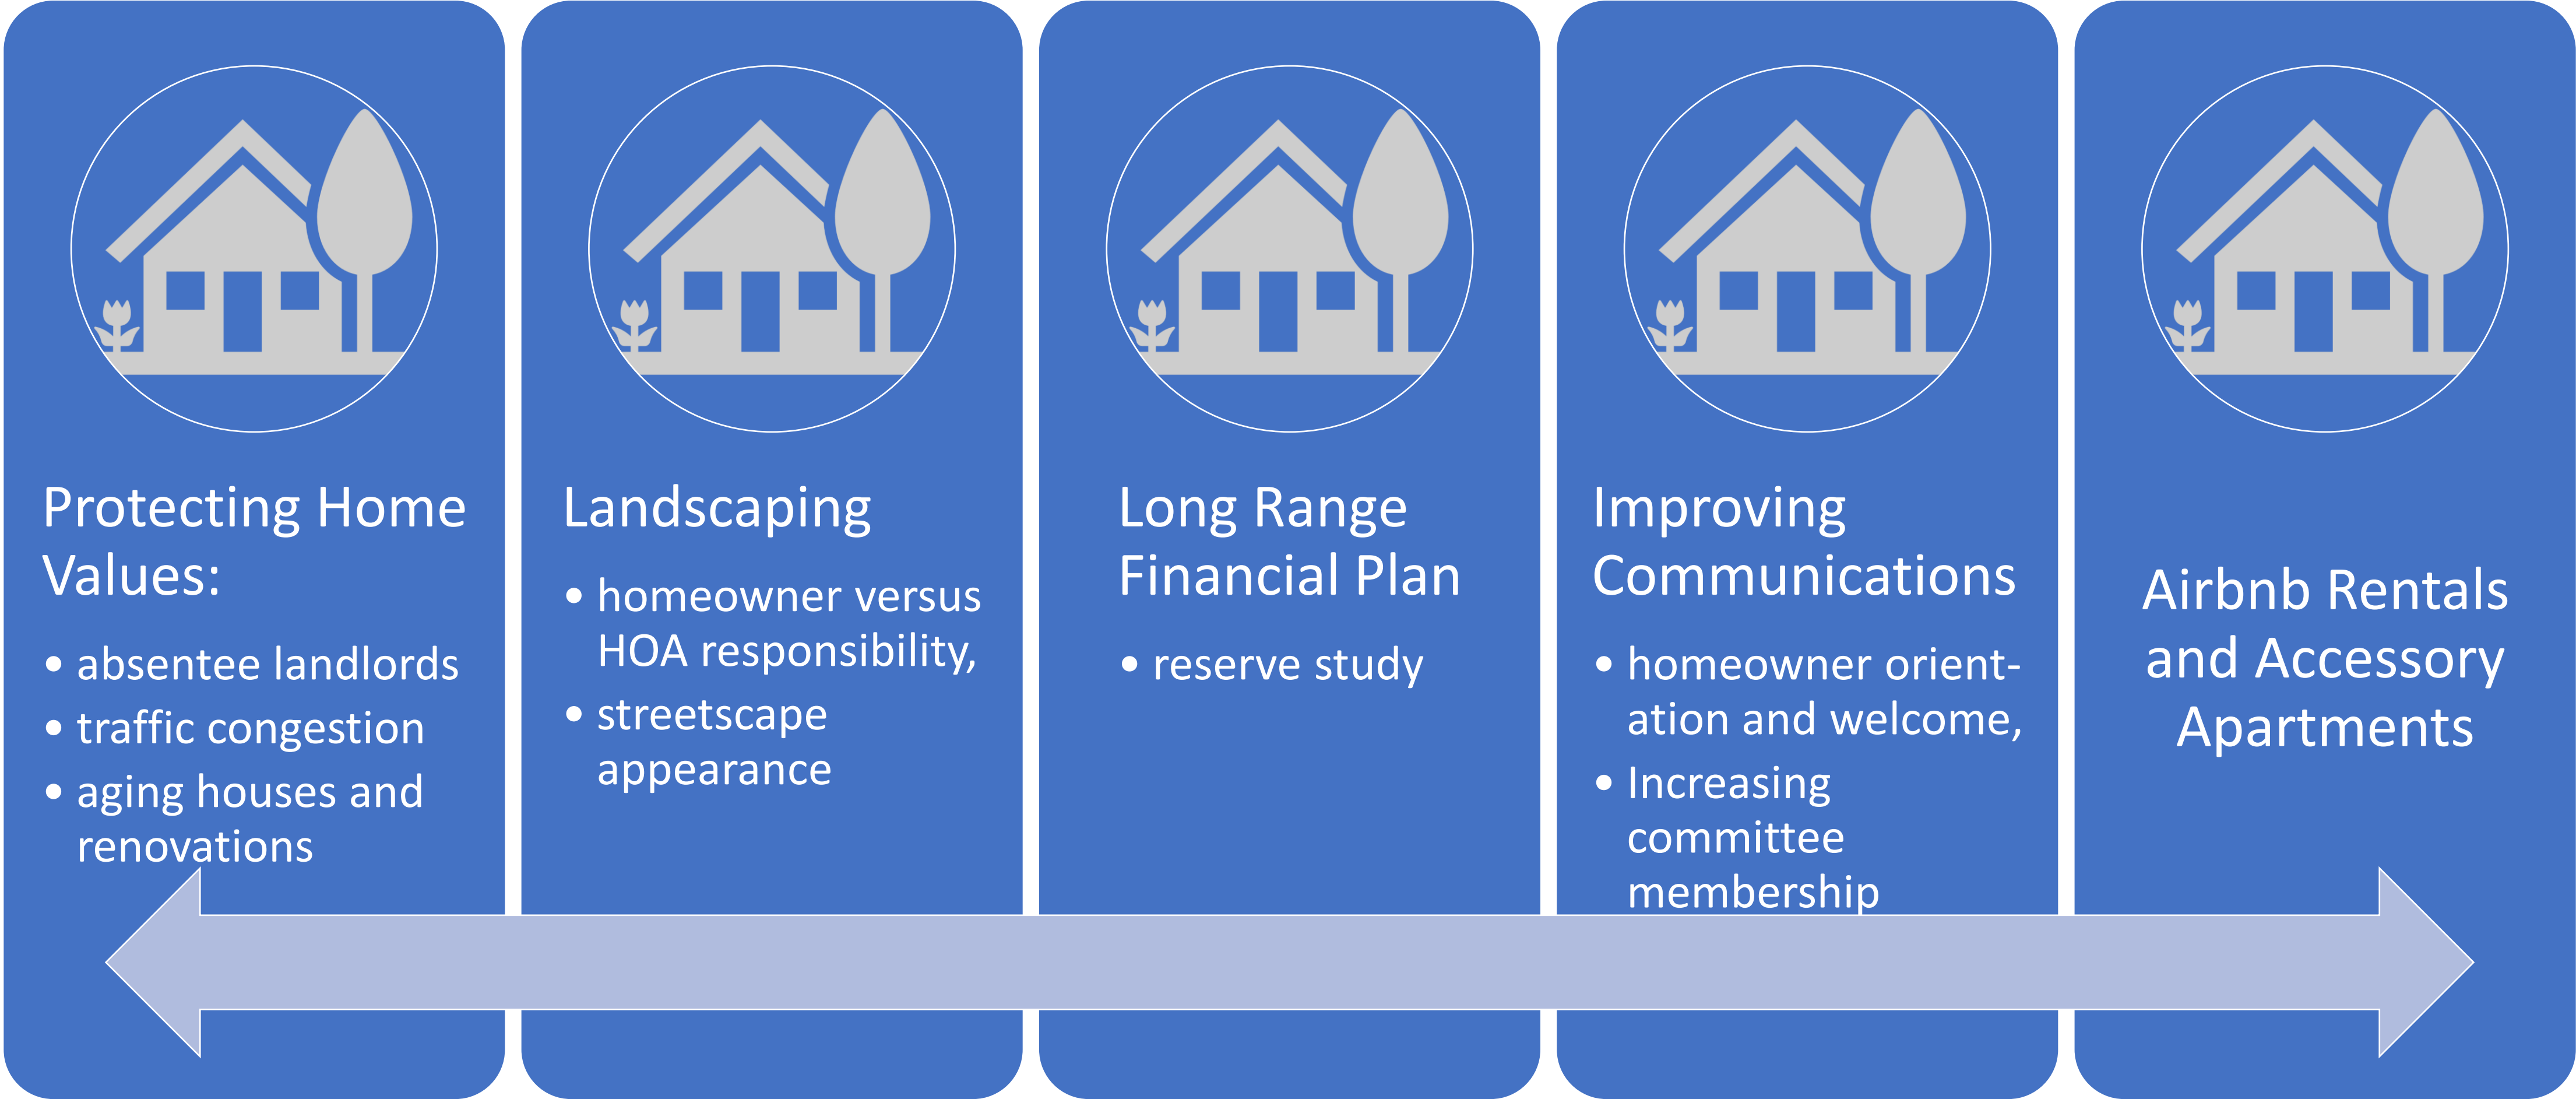 Protecting Home
Values:
• absentee landlords
• traffic congestion
• aging houses and
renovations
Landscaping
• homeowner versus
HOA responsibility,
• streetscape
appearance
Long Range
Financial Plan
• reserve study
Improving
Communications
• homeowner orient-
ation and welcome,
• Increasing
committee
membership
Airbnb Rentals
and Accessory
Apartments